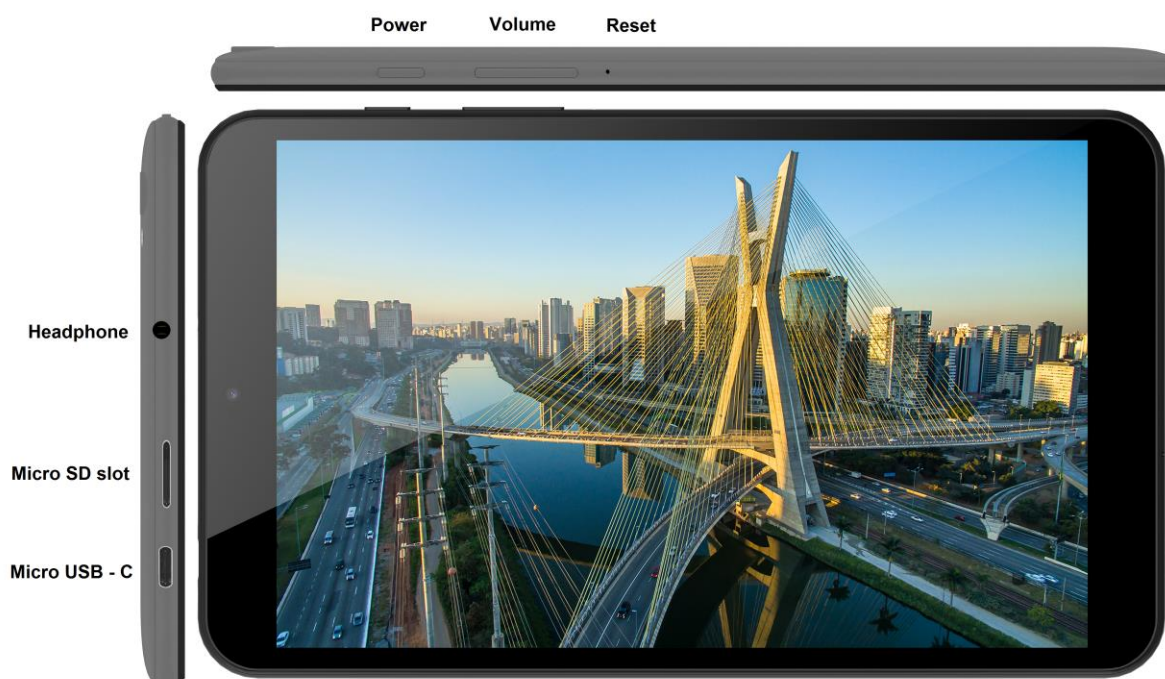 Power
Volume
Reset
Headphone
Micro SD slot
Micro USB - C